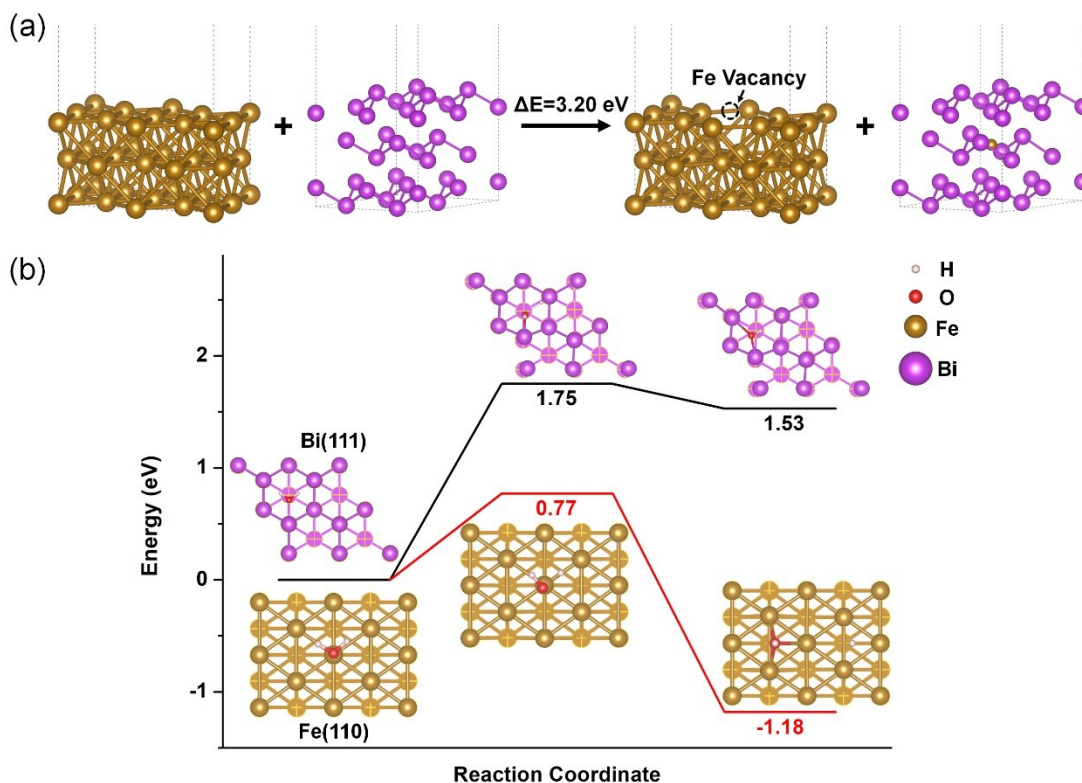 (a)
Fe Vacancy
ΔE=3.20 eV
+
+
(b)
H
O
Fe
Bi
Energy (eV)
2
1
0
-1
1.75
1.53
Bi(111)
0.77
Fe(110)
-1.18
Reaction Coordinate